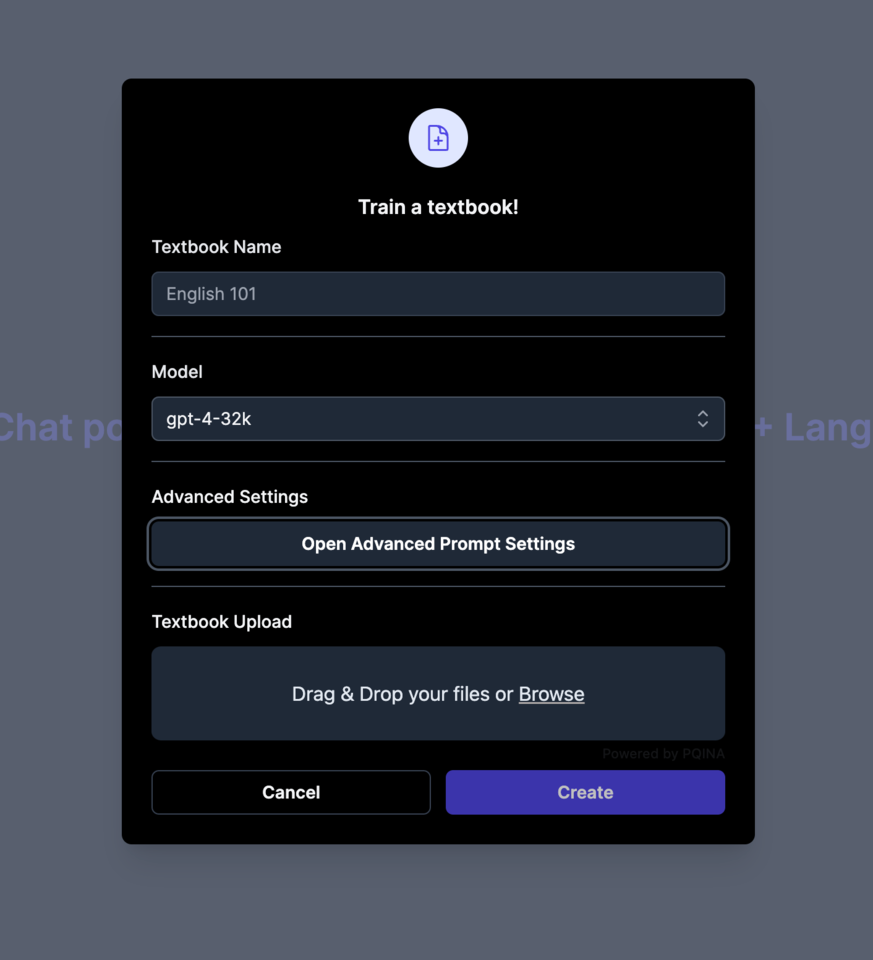 Train a textbook!
Textbook Name
English 101
Model
gpt-4-32k
Chat po
+ Lang
Advanced Settings
Open Advanced Prompt Settings
Textbook Upload
Drag & Drop your files or Browse
Powered by PQINA
Cancel
Create